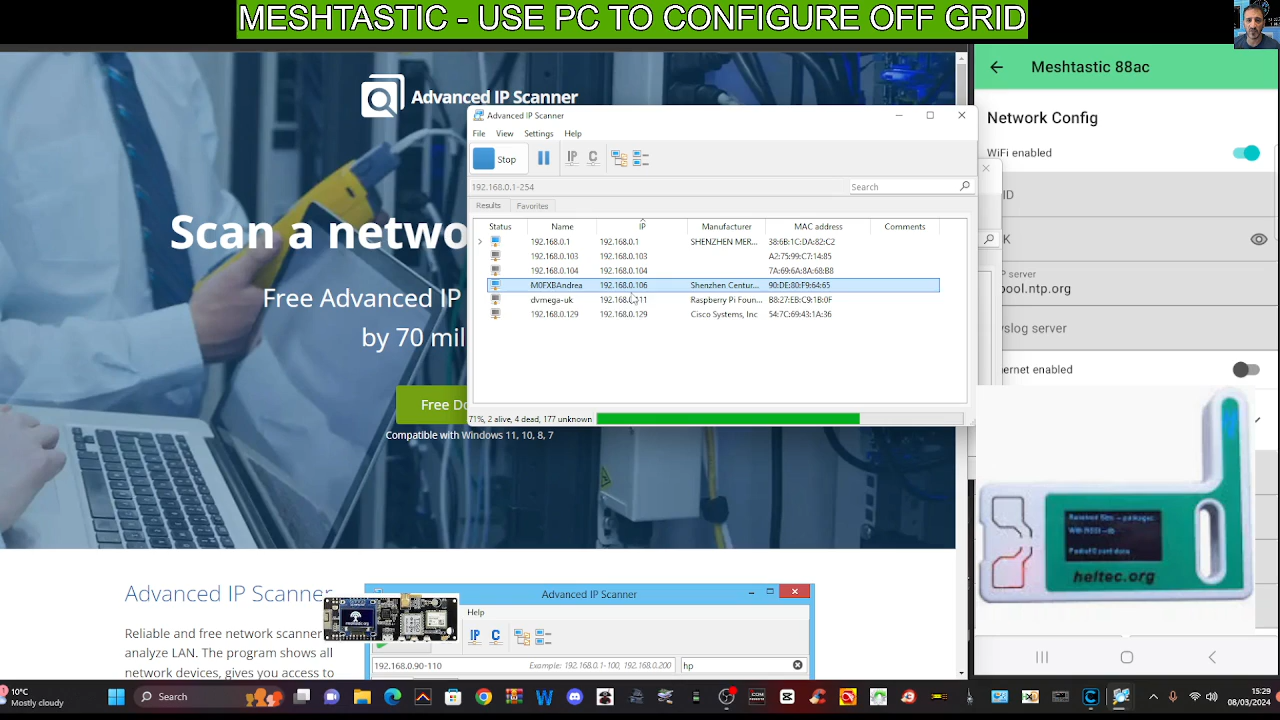 MESHTASTIC - USE PC TO CONFIGURE OFF GRID
Advanced IP Scanner
Scan a netwo
Free Advanced IP
by 70 mil
Free Do
Compatible with Windows 11, 10, 8, 7
Advanced IP Scanner
File View Settings Help
Stop IP C
192.168.0.1-254 Search
Results Favorites
Status Name IP Manufacturer MAC address Comments
192.168.0.1 192.168.0.1 SHENZHEN MER... 38:6B:1C:DA:82:C2
192.168.0.103 192.168.0.103 A2:75:99:C7:14:85
192.168.0.104 192.168.0.104 7A:69:6A:8A:68:B8
M0FXBAndrea 192.168.0.106 Shenzhen Centur... 90:DE:80:F9:64:65
dvmega-uk Raspberry Pi Foun... B8:27:EB:C9:1B:0F
192.168.0.129 192.168.0.129 Cisco Systems, Inc 54:7C:69:43:1A:36
71%, 2 alive, 4 dead, 177 unknown
Meshtastic 88ac
Network Config
WiFi enabled
ID
K
P server
pool.ntp.org
yslog server
ernet enabled
heltec.org
Advanced IP Scanner
Reliable and free network scanner
analyze LAN. The program shows all
network devices, gives you access to
Advanced IP Scanner
Help
IP C
192.168.0.90-110 Example: 192.168.0.1-100, 192.168.0.200 hp
10°C
Mostly cloudy
Search
15:29
08/03/2024